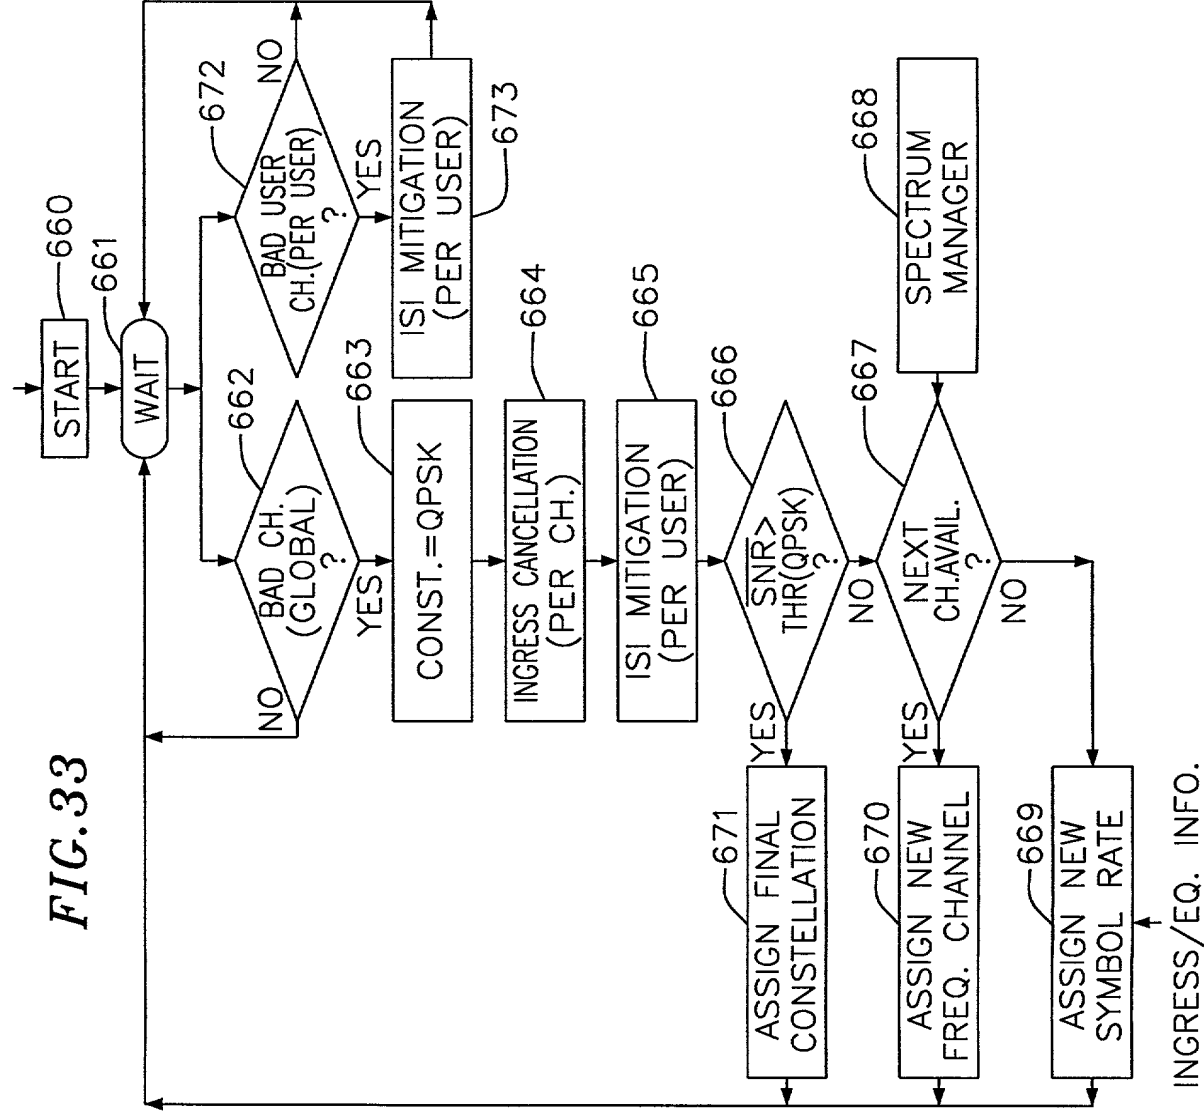 FIG.33
START
660
WAIT
661
BAD CH.
(GLOBAL)
?
662
NO
YES
BAD USER
CH.(PER USER)
?
672
NO
YES
CONST.=QPSK
663
ISI MITIGATION
(PER USER)
673
INGRESS CANCELLATION
(PER CH.)
664
ISI MITIGATION
(PER USER)
665
SNR>
THR(QPSK)
?
666
YES
NO
ASSIGN FINAL
CONSTELLATION
671
NEXT
CH.AVAIL.
?
667
YES
NO
SPECTRUM
MANAGER
668
ASSIGN NEW
FREQ. CHANNEL
670
ASSIGN NEW
SYMBOL RATE
669
INGRESS/EQ. INFO.